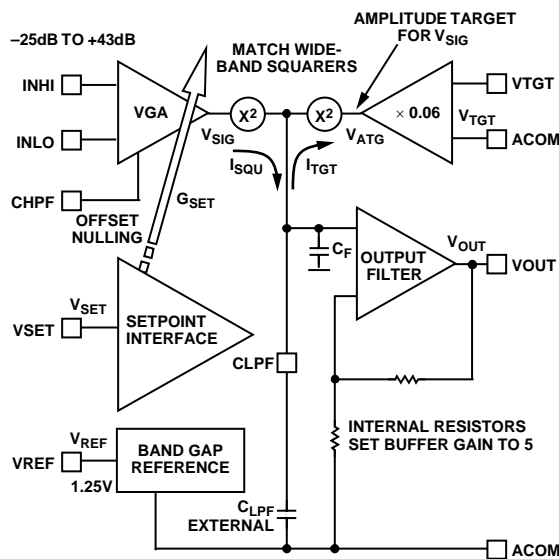 –25dB TO +43dB
AMPLITUDE TARGET
FOR VSIG
MATCH WIDE-
BAND SQUARERS
INHI
VGA
X2
X2
× 0.06
VTGT
INLO
VSIG
VATG
VTGT
ACOM
ISQU
ITGT
CHPF
OFFSET
NULLING
GSET
CF
OUTPUT
FILTER
VOUT
VOUT
VSET
VSET
SETPOINT
INTERFACE
CLPF
INTERNAL RESISTORS
SET BUFFER GAIN TO 5
VREF
VREF
1.25V
BAND GAP
REFERENCE
CLPF
EXTERNAL
ACOM